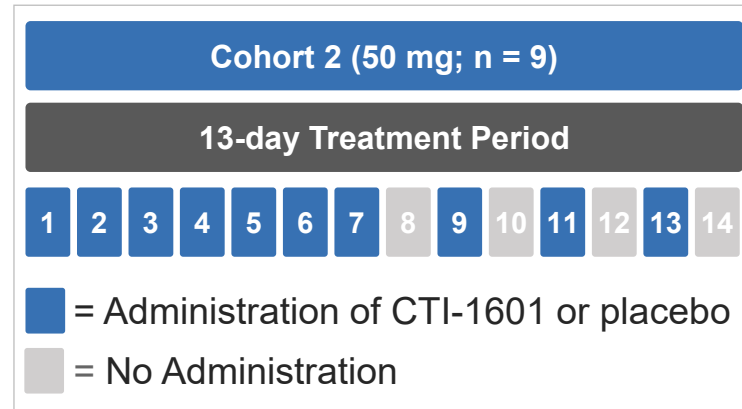 Cohort 2 (50 mg; n = 9)
13-day Treatment Period
1 2 3 4 5 6 7 8 9 10 11 12 13 14
= Administration of CTI-1601 or placebo
= No Administration